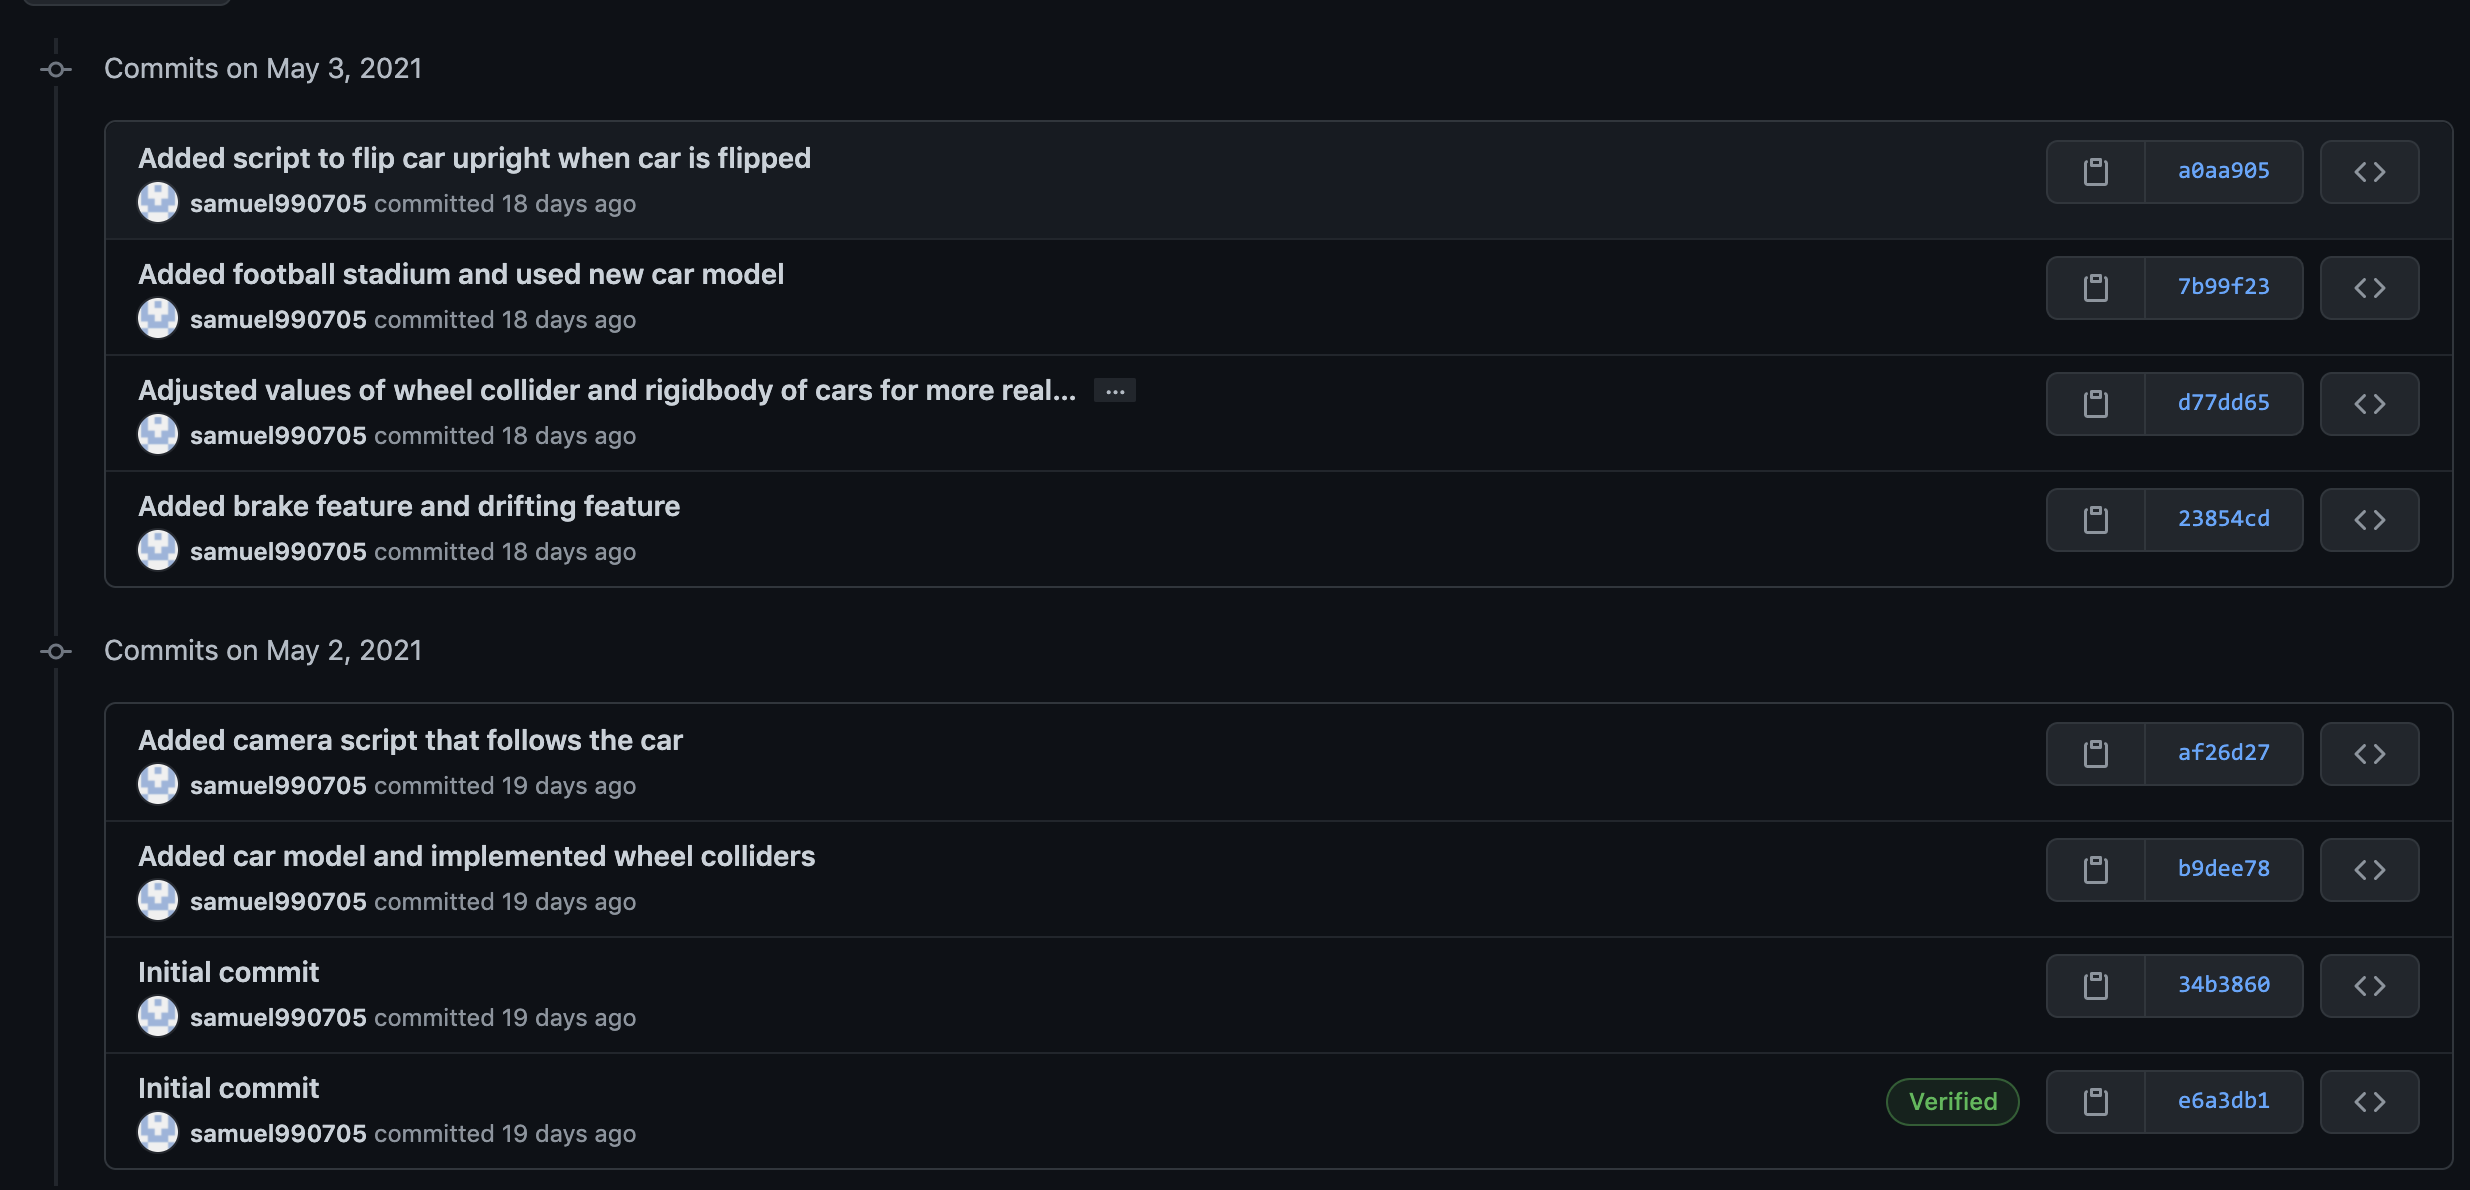 Commits on May 3, 2021
Added script to flip car upright when car is flipped
samuel990705 committed 18 days ago
a0aa905
Added football stadium and used new car model
samuel990705 committed 18 days ago
7b99f23
Adjusted values of wheel collider and rigidbody of cars for more real... ...
samuel990705 committed 18 days ago
d77dd65
Added brake feature and drifting feature
samuel990705 committed 18 days ago
23854cd
Commits on May 2, 2021
Added camera script that follows the car
samuel990705 committed 19 days ago
af26d27
Added car model and implemented wheel colliders
samuel990705 committed 19 days ago
b9dee78
Initial commit
samuel990705 committed 19 days ago
34b3860
Initial commit
samuel990705 committed 19 days ago
Verified
e6a3db1